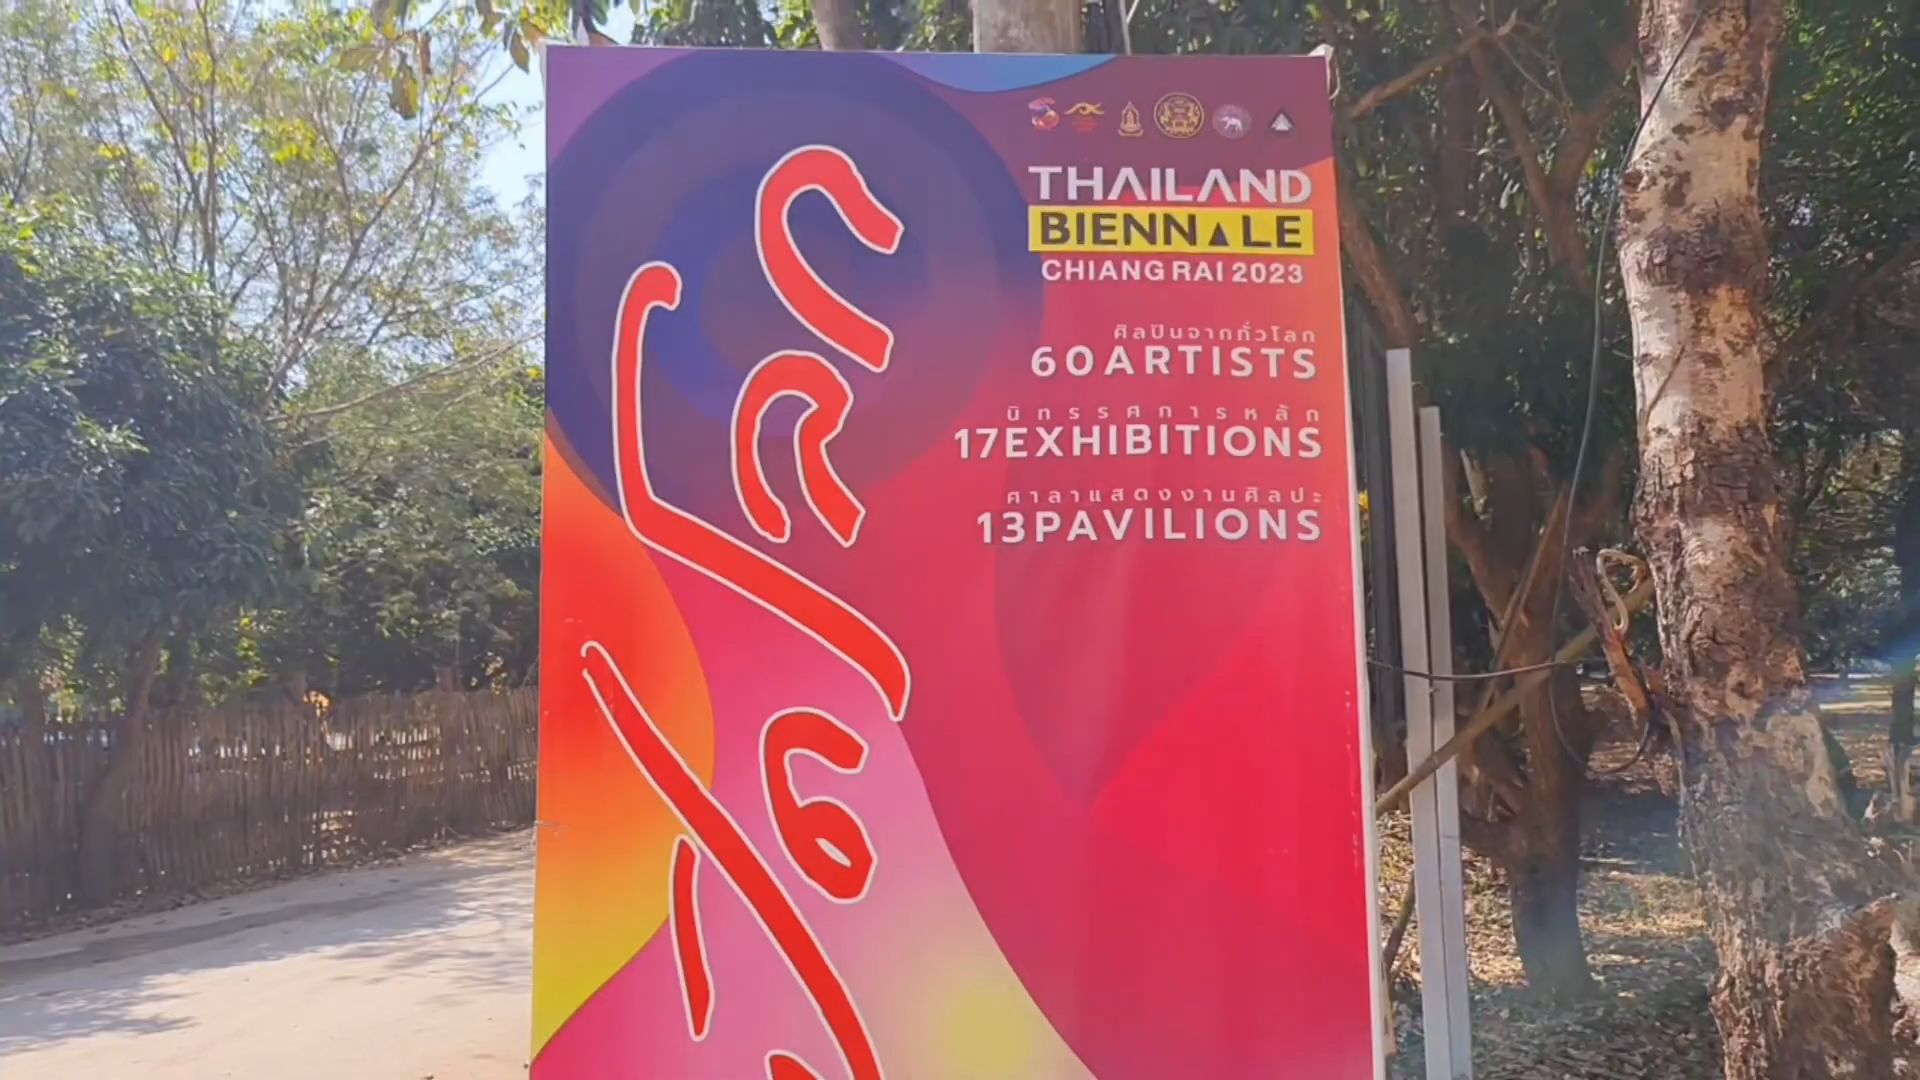 THAILAND
BIENNALE
CHIANG RAI 2023
ศิลปินจากทั่วโลก
60ARTISTS
นิทรรศการหลัก
17EXHIBITIONS
ศาลาแสดงงานศิลปะ
13PAVILIONS